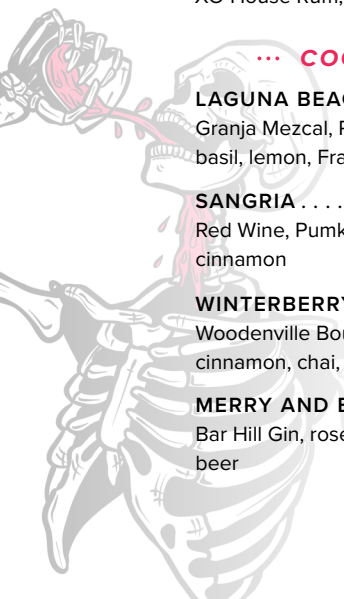 XO House Rum,
··· COC
LAGUNA BEAC
Granja Mezcal, P
basil, lemon, Fra
SANGRIA . . . .
Red Wine, Pumk
cinnamon
WINTERBERRY
Woodenville Bou
cinnamon, chai,
MERRY AND B
Bar Hill Gin, rose
beer